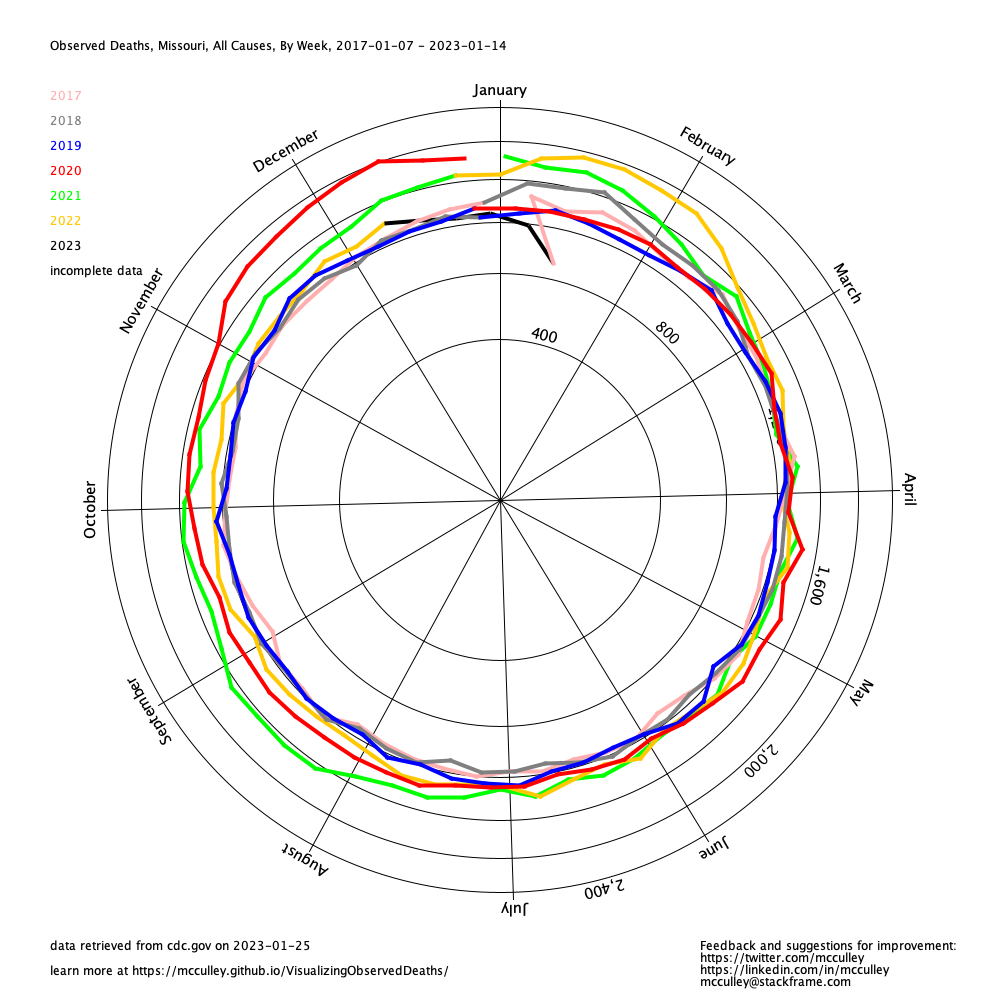 Observed Deaths, Missouri, All Causes, By Week, 2017-01-07 - 2023-01-14
January
2017
2018
2019
2020
2021
2022
2023
incomplete data
February
March
April
May
June
July
August
September
October
November
December
400
800
1,600
2,000
2,400
data retrieved from cdc.gov on 2023-01-25
learn more at https://mcculley.github.io/VisualizingObservedDeaths/
Feedback and suggestions for improvement:
https://twitter.com/mcculley
https://linkedin.com/in/mcculley
mcculley@stackframe.com